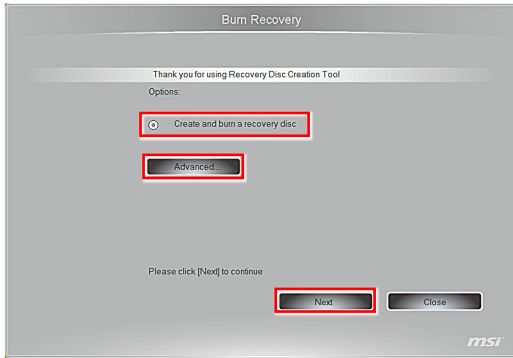 Burn Recovery
Thank you for using Recovery Disc Creation Tool
Options:
Create and burn a recovery disc
Advanced...
Please click [Next] to continue
Next
Close
msi